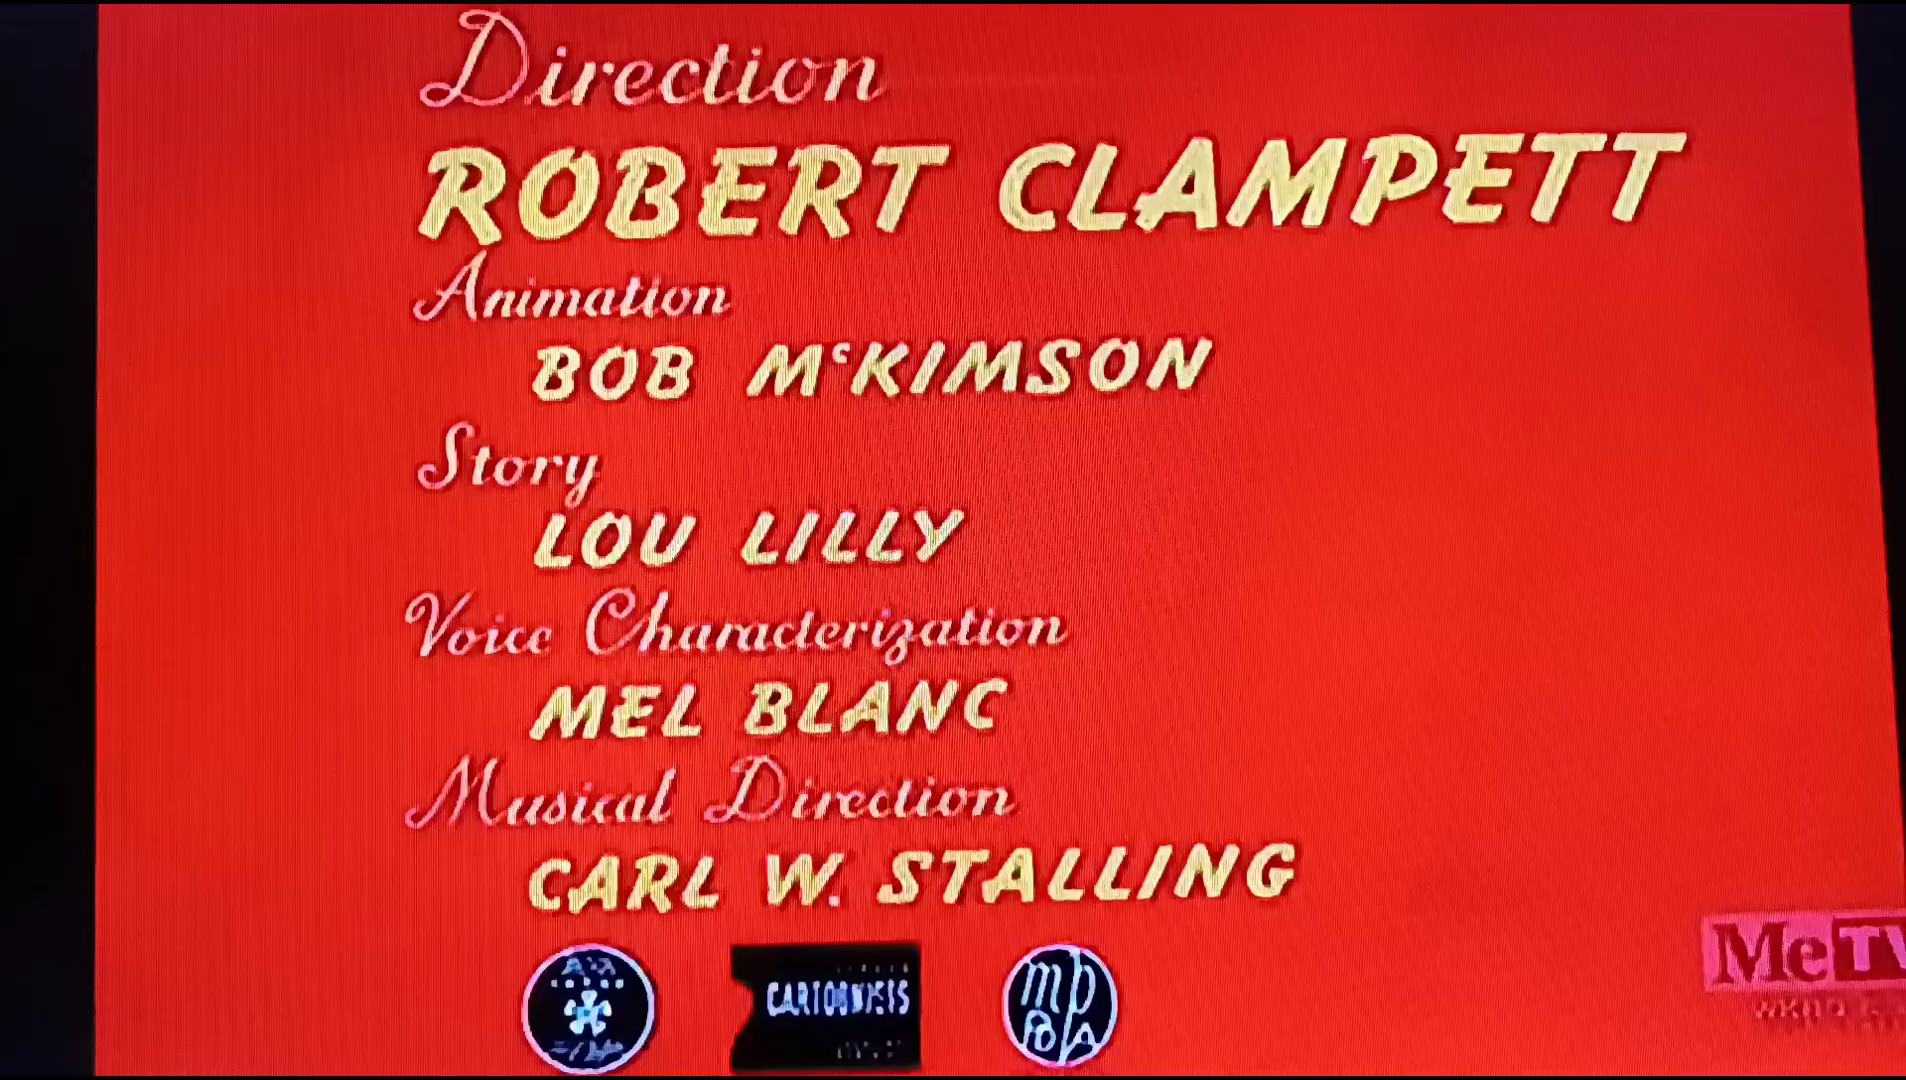 Direction
ROBERT CLAMPETT
Animation
BOB McKIMSON
Story
LOU LILLY
Voice Characterization
MEL BLANC
Musical Direction
CARL W. STALLING
CARTOONISTS
MPPDA
MeTV